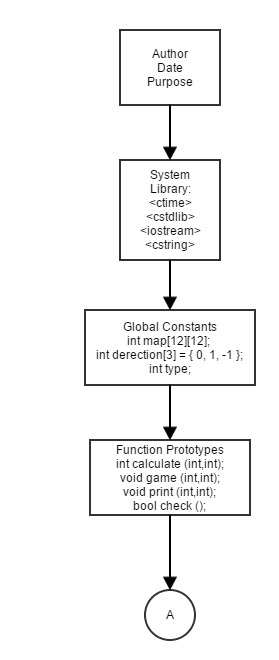 Author
Date
Purpose
System
Library:
<ctime>
<cstdlib>
<iostream>
<cstring>
Global Constants
int map[12][12];
int derection[3] = { 0, 1, -1 };
int type;
Function Prototypes
int calculate (int,int);
void game (int,int);
void print (int,int);
bool check ();
A